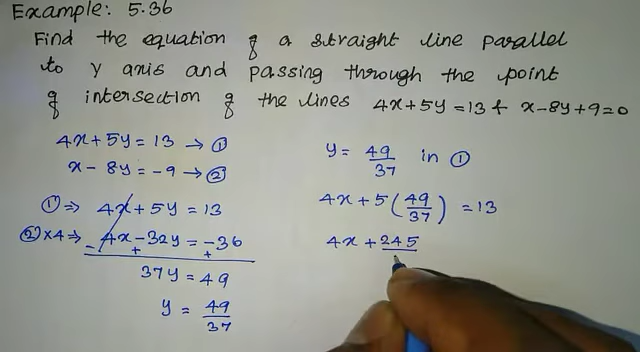 Example: 5.36
Find the equation of a straight line parallel
to Y axis and passing through the point
of intersection of the lines 4x+5y=13 & x-8y+9=0
4x+5y=13 → ①
x-8y=-9 → ②
①⇒ 4x+5y=13
②×4⇒ 4x-32y=-36
- + +
37y=49
y = 49/37
y = 49/37 in ①
4x+5(49/37)=13
4x+245